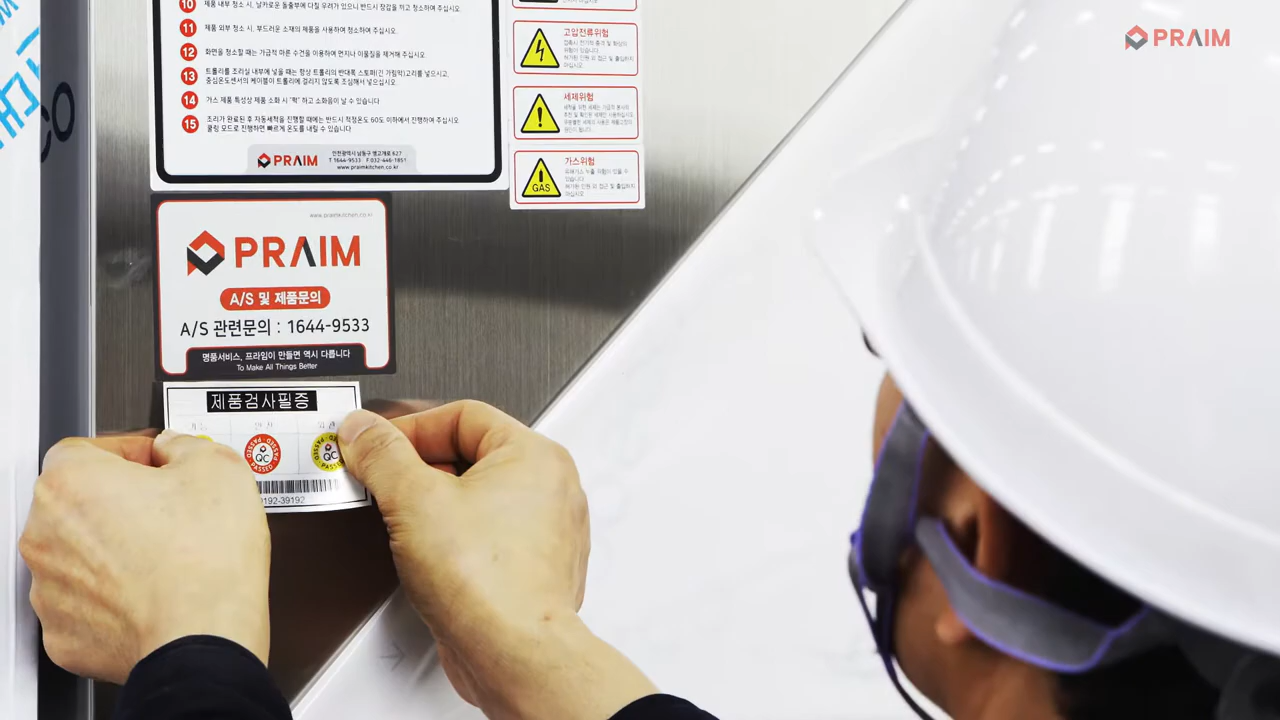 10 제품 내부 청소 시, 날카로운 돌출부에 다칠 우려가 있으니 반드시 장갑을 끼고 청소하여 주십시오.
11 제품 외부 청소 시, 부드러운 소재의 제품을 사용하여 청소하여 주십시오.
12 화면을 청소할 때는 가급적 마른 수건을 이용하여 먼지나 이물질을 제거해 주십시오.
13 트롤리를 조리실 내부에 넣을 때는 항상 트롤리의 반대쪽 스토퍼(긴 가림막)고리를 넣으시고,
중심온도센서의 케이블이 트롤리에 걸리지 않도록 조심해서 넣으십시오.
14 가스 제품 특성상 제품 소화 시 '퍽' 하고 소화음이 날 수 있습니다
15 조리가 완료된 후 자동세척을 진행할 때에는 반드시 적정온도 60도 이하에서 진행하여 주십시오
쿨링 모드로 진행하면 빠르게 온도를 내릴 수 있습니다
PRAIM
인천광역시 남동구 앵고개로 627
T 1644-9533 F 032-446-1851
www.praimkitchen.co.kr
고압전류위험
세제위험
가스위험
GAS
www.praimkitchen.co.kr
PRAIM
A/S 및 제품문의
A/S 관련문의 : 1644-9533
명품서비스, 프라임이 만들면 역시 다릅니다
To Make All Things Better
제품검사필증
PASSED QC PASSED
PASSED QC PASSED
192-39192
CO
PRAIM